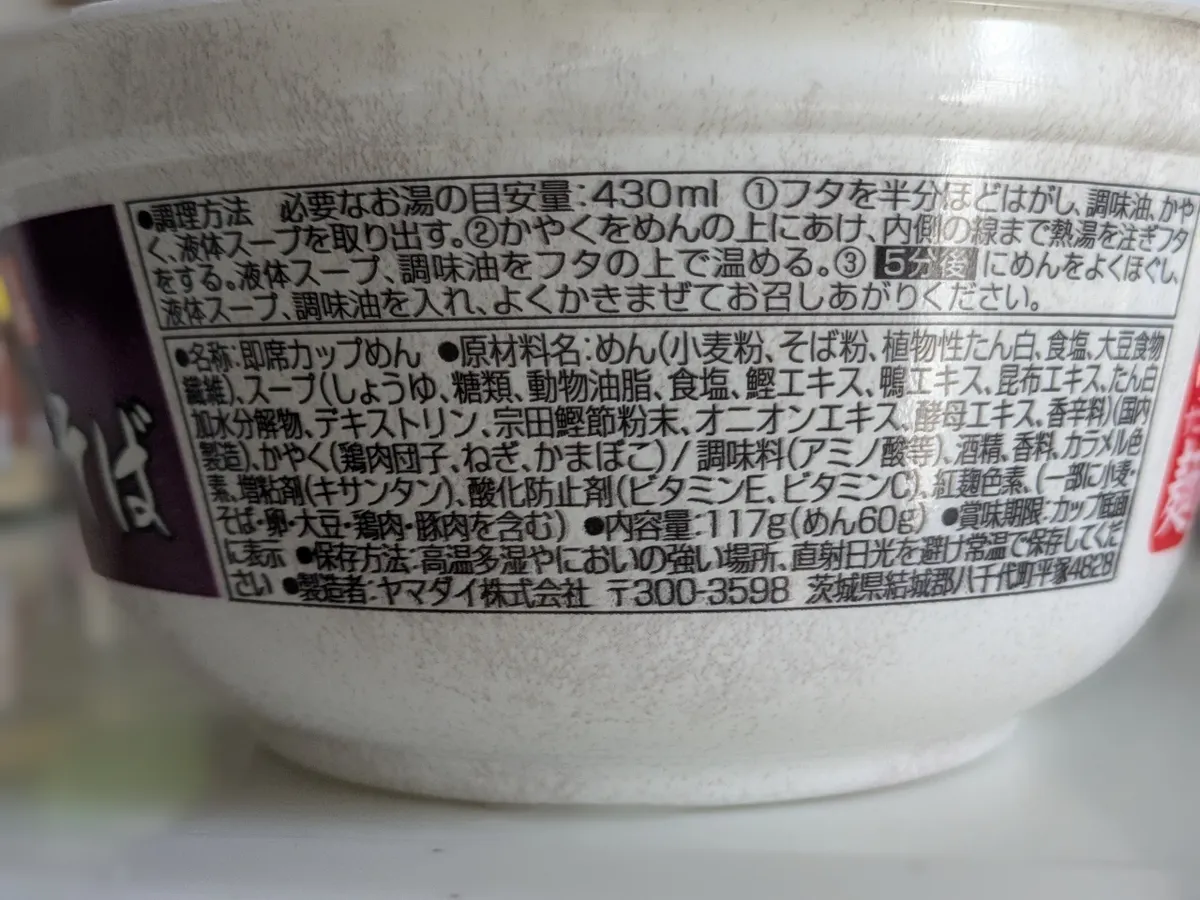 ●調理方法 必要なお湯の目安量:430ml ①フタを半分ほどはがし、調味油、かや
く、液体スープを取り出す。②かやくをめんの上にあけ、内側の線まで熱湯を注ぎフタ
をする。液体スープ、調味油をフタの上で温める。③ 5分後 にめんをよくほぐし、
液体スープ、調味油を入れ、よくかきまぜてお召しあがりください。
●名称:即席カップめん ●原材料名:めん(小麦粉、そば粉、植物性たん白、食塩、大豆食物
繊維)、スープ(しょうゆ、糖類、動物油脂、食塩、鰹エキス、鴨エキス、昆布エキス、たん白
加水分解物、デキストリン、宗田鰹節粉末、オニオンエキス、酵母エキス、香辛料)(国内
製造)、かやく(鶏肉団子、ねぎ、かまぼこ)/調味料(アミノ酸等)、酒精、香料、カラメル色
素、増粘剤(キサンタン)、酸化防止剤(ビタミンE、ビタミンC)、紅麹色素、(一部に小麦・
そば・卵・大豆・鶏肉・豚肉を含む) ●内容量:117g(めん60g) ●賞味期限:カップ底面
に表示 ●保存方法:高温多湿やにおいの強い場所、直射日光を避け常温で保存してくだ
さい ●製造者:ヤマダイ株式会社 〒300-3598 茨城県結城郡八千代町平塚4828
そば